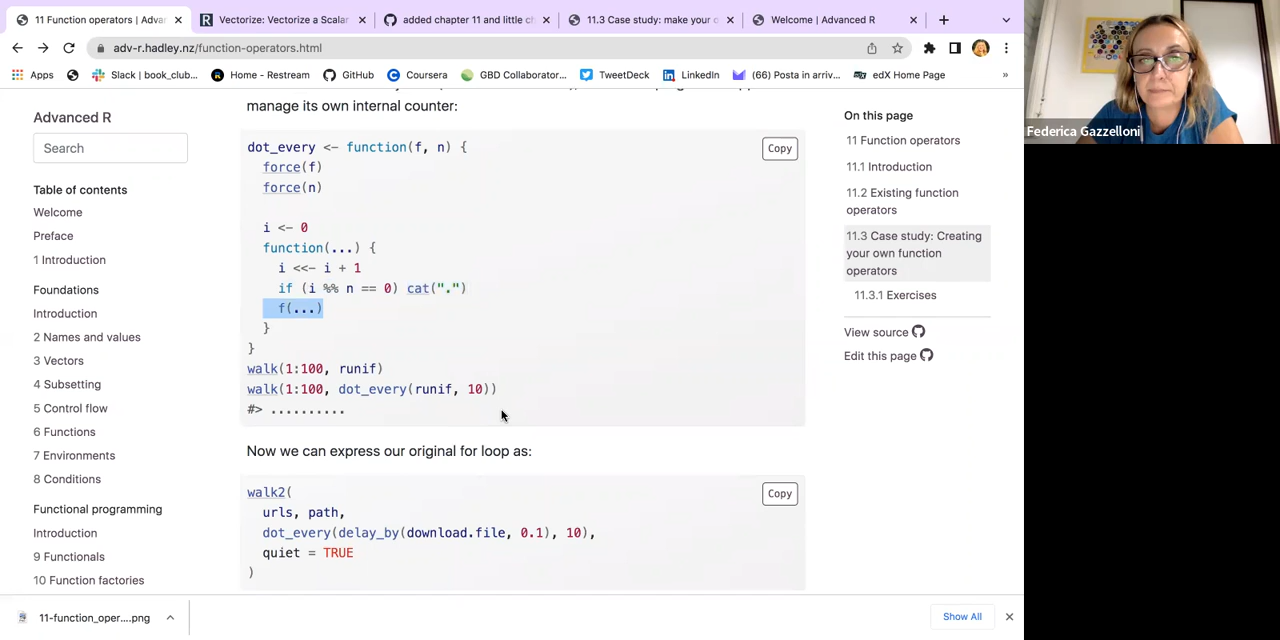 11 Function operators | Advan
Vectorize: Vectorize a Scalar
added chapter 11 and little ch
11.3 Case study: make your o
Welcome | Advanced R
adv-r.hadley.nz/function-operators.html
Apps
Slack | book_club...
Home - Restream
GitHub
Coursera
GBD Collaborator...
TweetDeck
LinkedIn
(66) Posta in arriv...
edX Home Page
»
Advanced R
Search
Table of contents
Welcome
Preface
1 Introduction
Foundations
Introduction
2 Names and values
3 Vectors
4 Subsetting
5 Control flow
6 Functions
7 Environments
8 Conditions
Functional programming
Introduction
9 Functionals
10 Function factories
manage its own internal counter:
Copy
dot_every <- function(f, n) {
force(f)
force(n)
i <- 0
function(...) {
i <<- i + 1
if (i %% n == 0) cat(".")
f(...)
}
}
walk(1:100, runif)
walk(1:100, dot_every(runif, 10))
#> ..........
Now we can express our original for loop as:
Copy
walk2(
urls, path,
dot_every(delay_by(download.file, 0.1), 10),
quiet = TRUE
)
On this page
11 Function operators
11.1 Introduction
11.2 Existing function
operators
11.3 Case study: Creating
your own function
operators
11.3.1 Exercises
View source
Edit this page
Federica Gazzelloni
11-function_oper....png
Show All